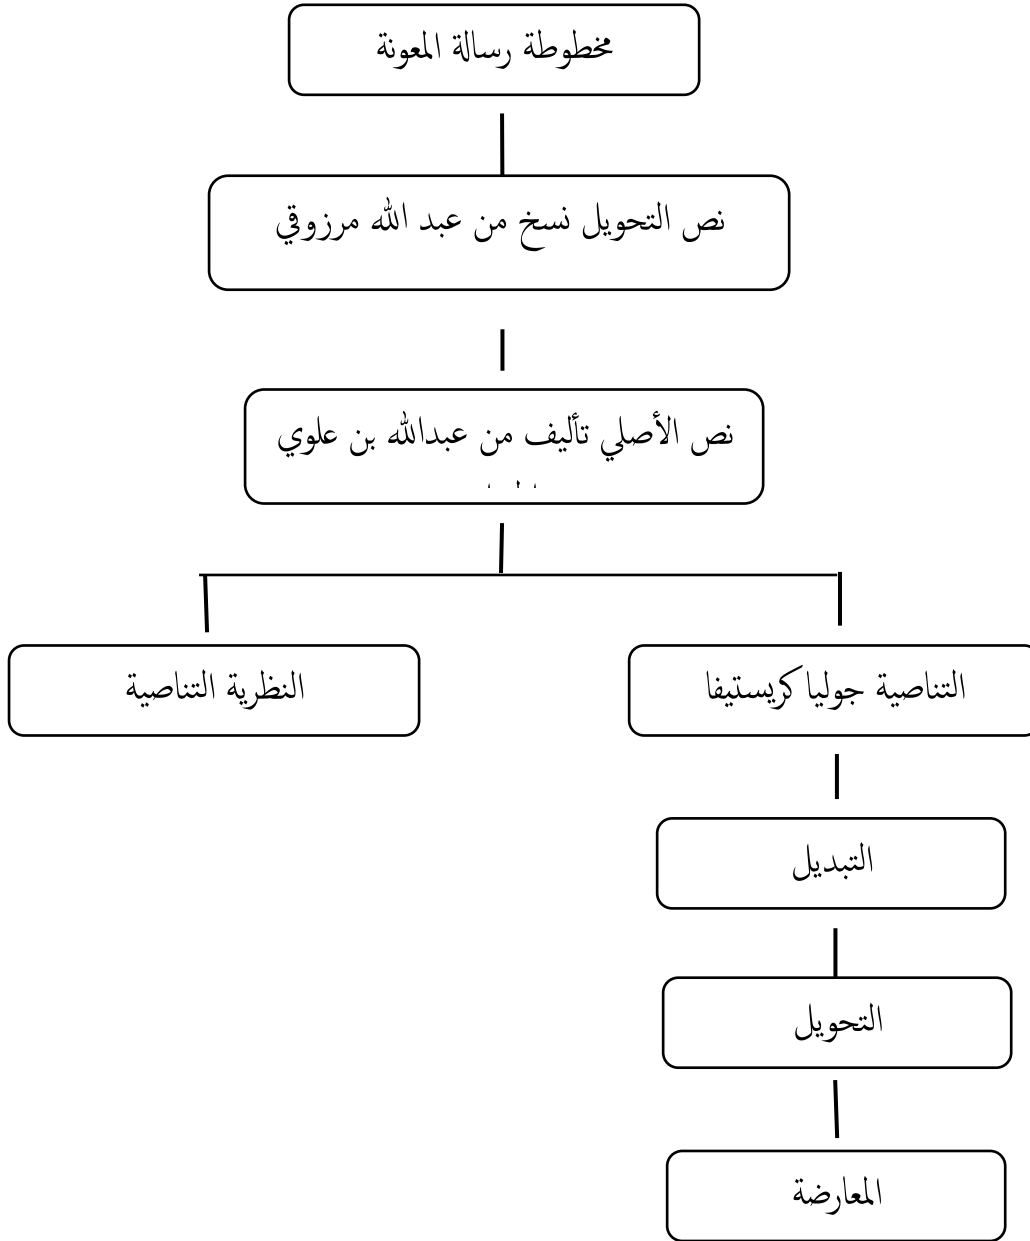 مخطوطة رسالة المعونة
نص التحويل نسخ من عبد الله مرزوقي
نص الأصلي تأليف من عبدالله بن علوي
التناصية جوليا كريستيفا
النظرية التناصية
التبديل
التحويل
المعارضة